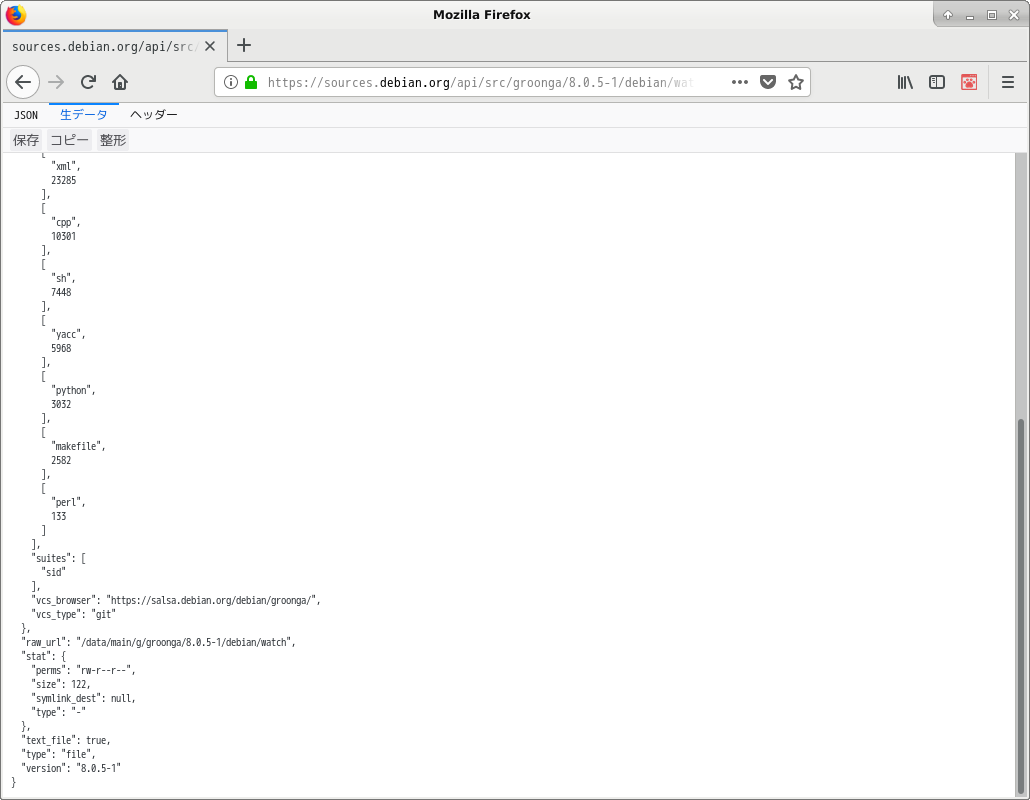 Mozilla Firefox
sources.debian.org/api/src/
https://sources.debian.org/api/src/groonga/8.0.5-1/debian/wat
JSON 生データ ヘッダー
保存 コピー 整形
[
"xml",
23285
],
[
"cpp",
10301
],
[
"sh",
7448
],
[
"yacc",
5968
],
[
"python",
3032
],
[
"makefile",
2582
],
[
"perl",
133
]
],
"suites": [
"sid"
],
"vcs_browser": "https://salsa.debian.org/debian/groonga/",
"vcs_type": "git"
},
"raw_url": "/data/main/g/groonga/8.0.5-1/debian/watch",
"stat": {
"perms": "rw-r--r--",
"size": 122,
"symlink_dest": null,
"type": "-"
},
"text_file": true,
"type": "file",
"version": "8.0.5-1"
}